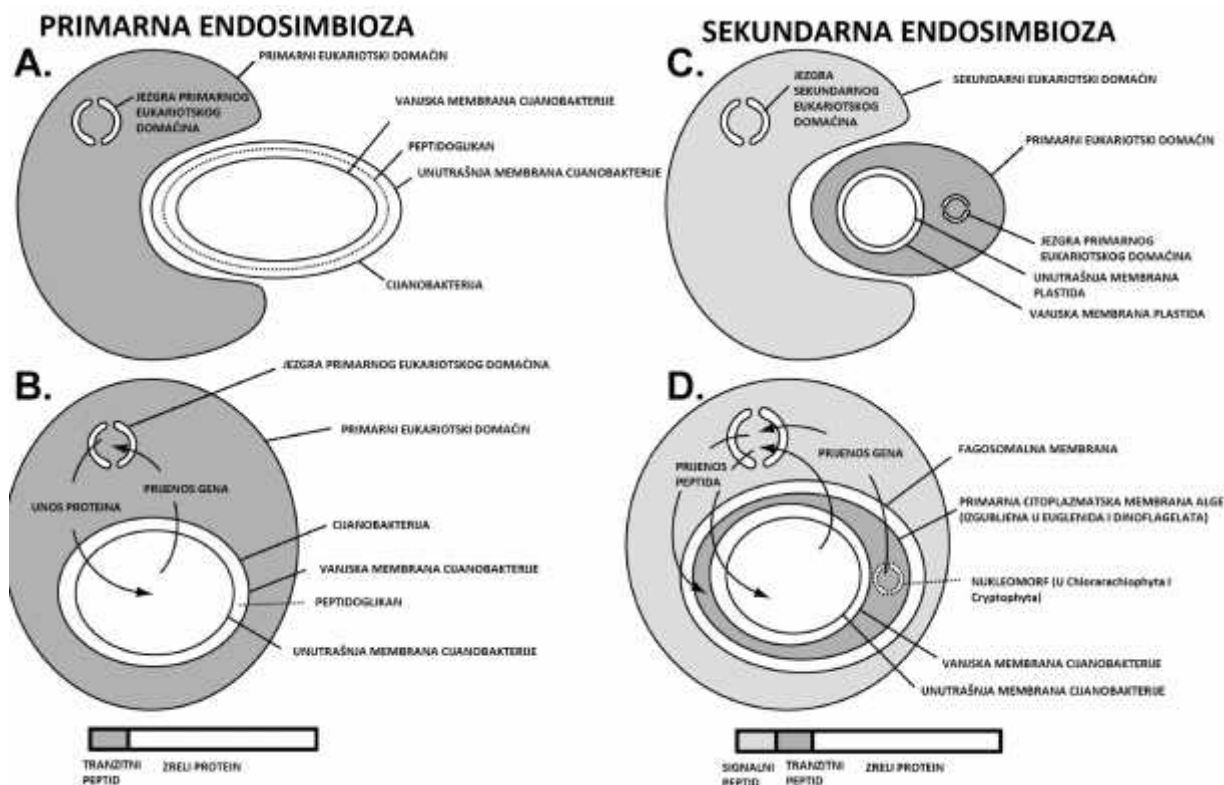 PRIMARNA ENDOSIMBIOZA
A.
PRIMARNI EUKARIOTSKI DOMAĆIN
JEZGRA PRIMARNOG
EUKARIOTSKOG
DOMAĆINA
VANJSKA MEMBRANA CIJANOBAKTERIJE
PEPTIDOGLIKAN
UNUTRAŠNJA MEMBRANA CIJANOBAKTERIJE
CIJANOBAKTERIJA
B.
JEZGRA PRIMARNOG EUKARIOTSKOG DOMAĆINA
PRIMARNI EUKARIOTSKI DOMAĆIN
UNOS PROTEINA
PRIJENOS GENA
CIJANOBAKTERIJA
VANJSKA MEMBRANA CIJANOBAKTERIJE
PEPTIDOGLIKAN
UNUTRAŠNJA MEMBRANA CIJANOBAKTERIJE
TRANZITNI
PEPTID
ZRELI PROTEIN
SEKUNDARNA ENDOSIMBIOZA
C.
JEZGRA
SEKUNDARNOG
EUKARIOTSKOG
DOMAĆINA
SEKUNDARNI EUKARIOTSKI DOMAĆIN
PRIMARNI EUKARIOTSKI DOMAĆIN
JEZGRA PRIMARNOG
EUKARIOTSKOG DOMAĆINA
UNUTRAŠNJA MEMBRANA
PLASTIDA
VANJSKA MEMBRANA PLASTIDA
D.
PRIJENOS
PEPTIDA
PRIJENOS GENA
FAGOSOMALNA MEMBRANA
PRIMARNA CITOPLAZMATSKA MEMBRANA ALGE
(IZGUBLJENA U EUGLENIDA I DINOFLAGELATA)
NUKLEOMORF (U Chlorarachiophyta I
Cryptophyta)
VANJSKA MEMBRANA CIJANOBAKTERIJE
UNUTRAŠNJA MEMBRANA CIJANOBAKTERIJE
SIGNALNI
PEPTID
TRANZITNI
PEPTID
ZRELI PROTEIN